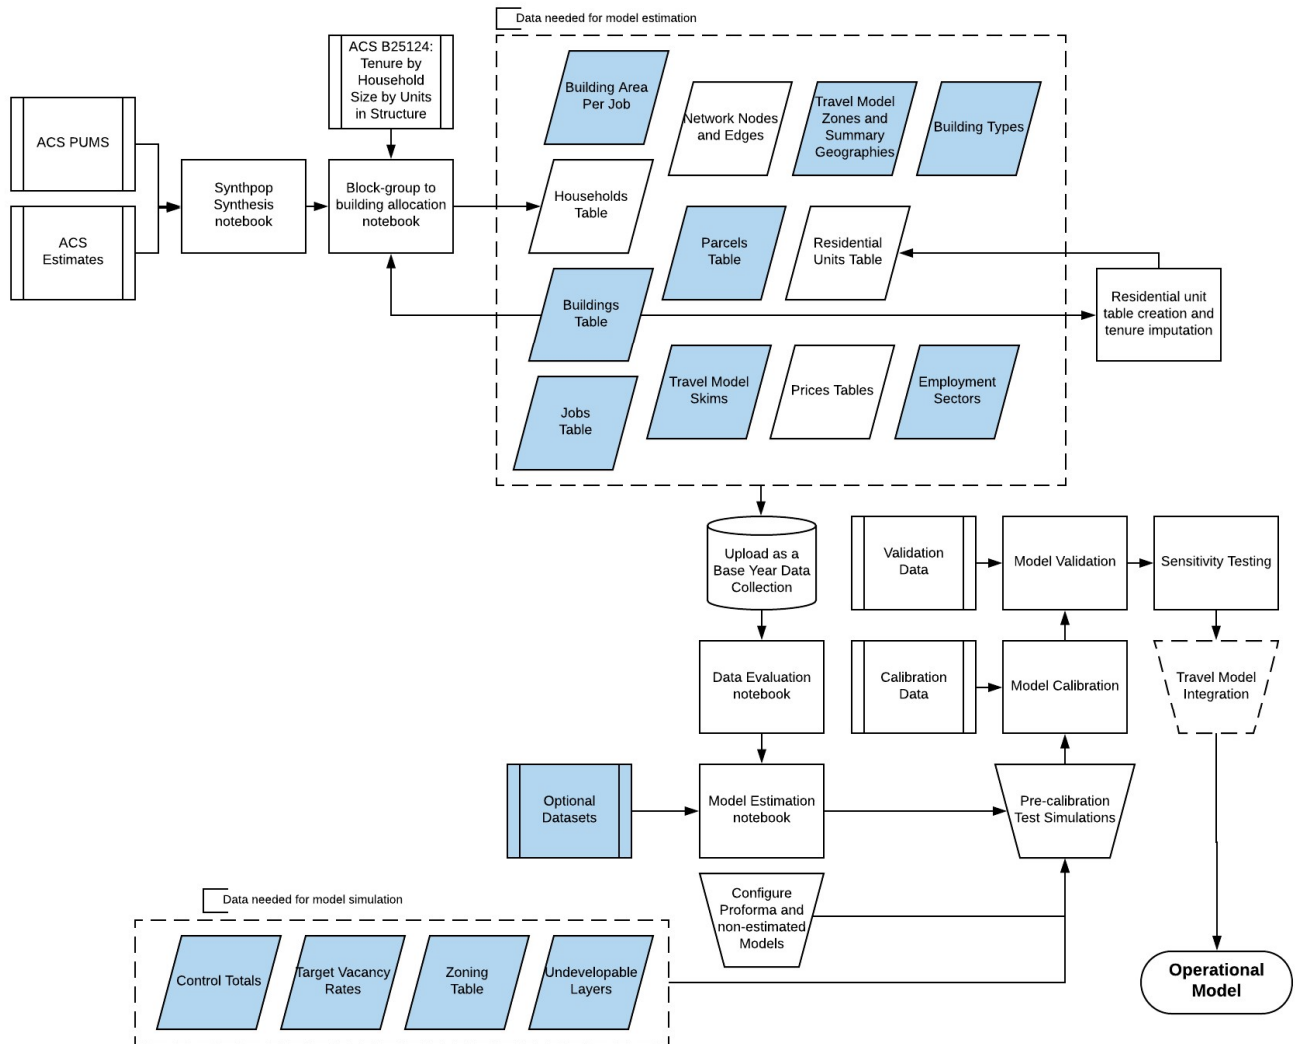 Data needed for model estimation
ACS B25124:
Tenure by
Household
Size by Units
in Structure
ACS PUMS
ACS
Estimates
Synthpop
Synthesis
notebook
Block-group to
building allocation
notebook
Building Area
Per Job
Network Nodes
and Edges
Travel Model
Zones and
Summary
Geographies
Building Types
Households
Table
Parcels
Table
Residential
Units Table
Buildings
Table
Residential unit
table creation and
tenure imputation
Jobs
Table
Travel Model
Skims
Prices Tables
Employment
Sectors
Upload as a
Base Year Data
Collection
Validation
Data
Model Validation
Sensitivity Testing
Data Evaluation
notebook
Calibration
Data
Model Calibration
Travel Model
Integration
Optional
Datasets
Model Estimation
notebook
Pre-calibration
Test Simulations
Configure
Proforma and
non-estimated
Models
Data needed for model simulation
Control Totals
Target Vacancy
Rates
Zoning
Table
Undevelopable
Layers
Operational
Model